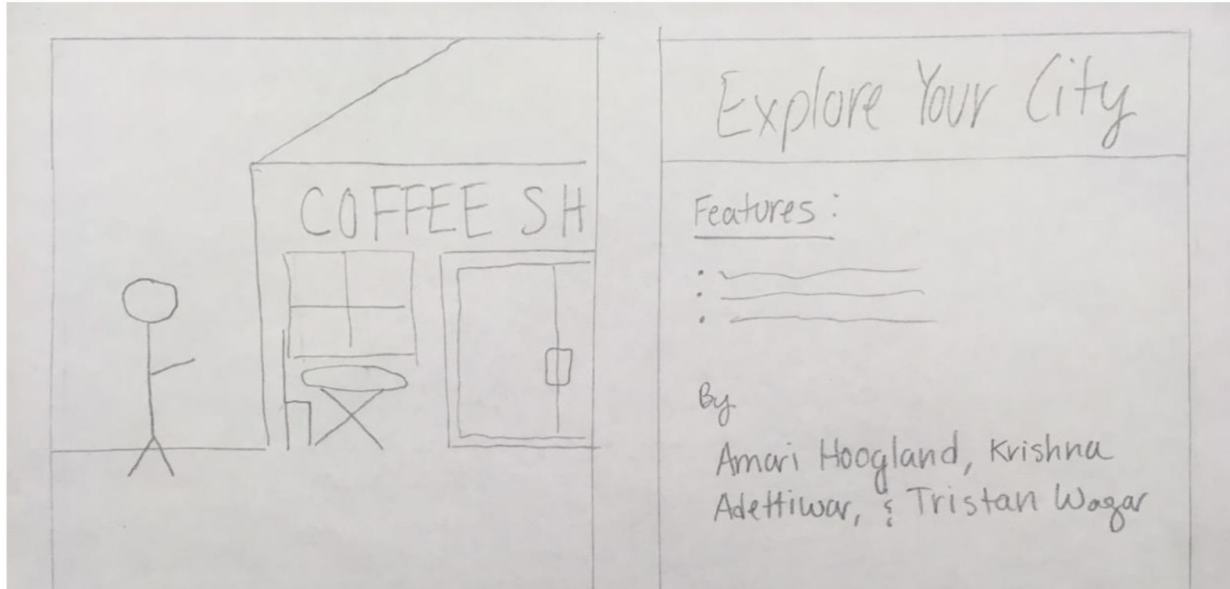 COFFEE SH
Explore Your City
Features:
By
Amari Hoogland, Krishna
Adettiwar, & Tristan Wagar